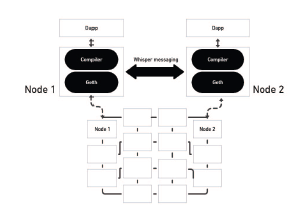 Dapp
Dapp
Compiler
Whisper messaging
Compiler
Geth
Geth
Node 1
Node 2
Node 1
Node 2